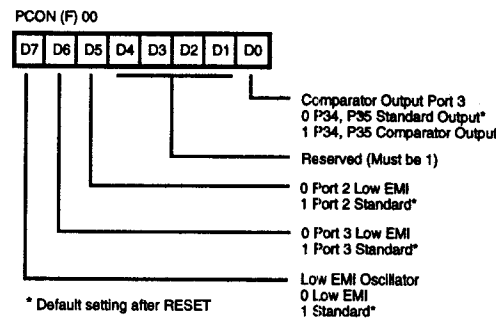 PCON (F) 00
D7 D6 D5 D4 D3 D2 D1 D0
Comparator Output Port 3
0 P34, P35 Standard Output*
1 P34, P35 Comparator Output
Reserved (Must be 1)
0 Port 2 Low EMI
1 Port 2 Standard*
0 Port 3 Low EMI
1 Port 3 Standard*
Low EMI Oscillator
0 Low EMI
1 Standard*
* Default setting after RESET